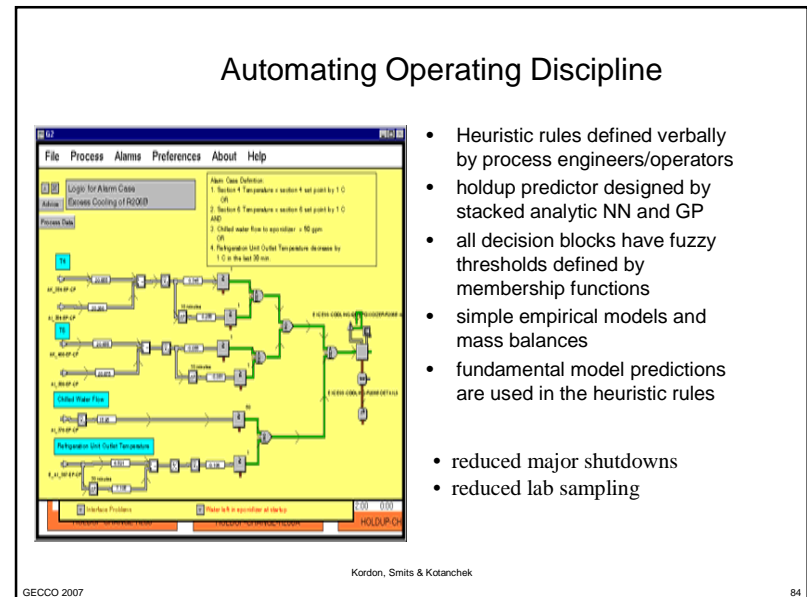 Automating Operating Discipline
G2
File Process Alarms Preferences About Help
Logic for Alarm Case
Excess Cooling of R206B
Advice
Process Data
Alarm Case Definition:
1. Section 4 Temperature < section 4 set point by 1 C
OR
2. Section 6 Temperature < section 6 set point by 1 C
AND
3. Chilled water flow to
OR
4. Refrigeration Unit Outlet Temperature decrease by
1 C in the last 30 min.
T4
T6
Chilled Water Flow
Refrigeration Unit Outlet Temperature
Interface Problems
Water left in at startup
2:00 0:00
HOLDUP-CH
• Heuristic rules defined verbally
by process engineers/operators
• holdup predictor designed by
stacked analytic NN and GP
• all decision blocks have fuzzy
thresholds defined by
membership functions
• simple empirical models and
mass balances
• fundamental model predictions
are used in the heuristic rules
• reduced major shutdowns
• reduced lab sampling
Kordon, Smits & Kotanchek
GECCO 2007
84